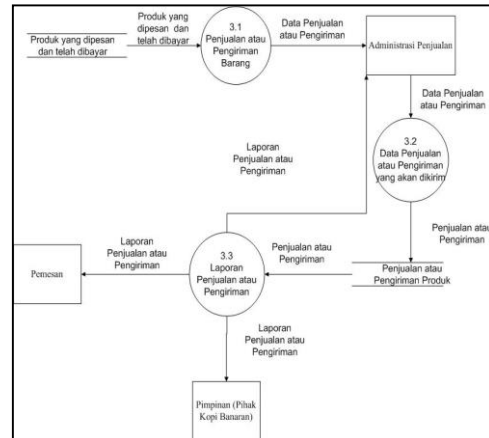 Produk yang dipesan
dan telah dibayar
Produk yang
dipesan dan
telah dibayar
3.1
Penjualan atau
Pengiriman
Barang
Data Penjualan
atau Pengiriman
Administrasi Penjualan
Data Penjualan
atau Pengiriman
3.2
Data Penjualan
atau Pengiriman
yang akan dikirim
Laporan
Penjualan atau
Pengiriman
Penjualan atau
Pengiriman
Penjualan atau
Pengiriman Produk
Penjualan atau
Pengiriman
3.3
Laporan
Penjualan atau
Pengiriman
Laporan
Penjualan atau
Pengiriman
Pemesan
Laporan
Penjualan atau
Pengiriman
Pimpinan (Pihak
Kopi Banaran)